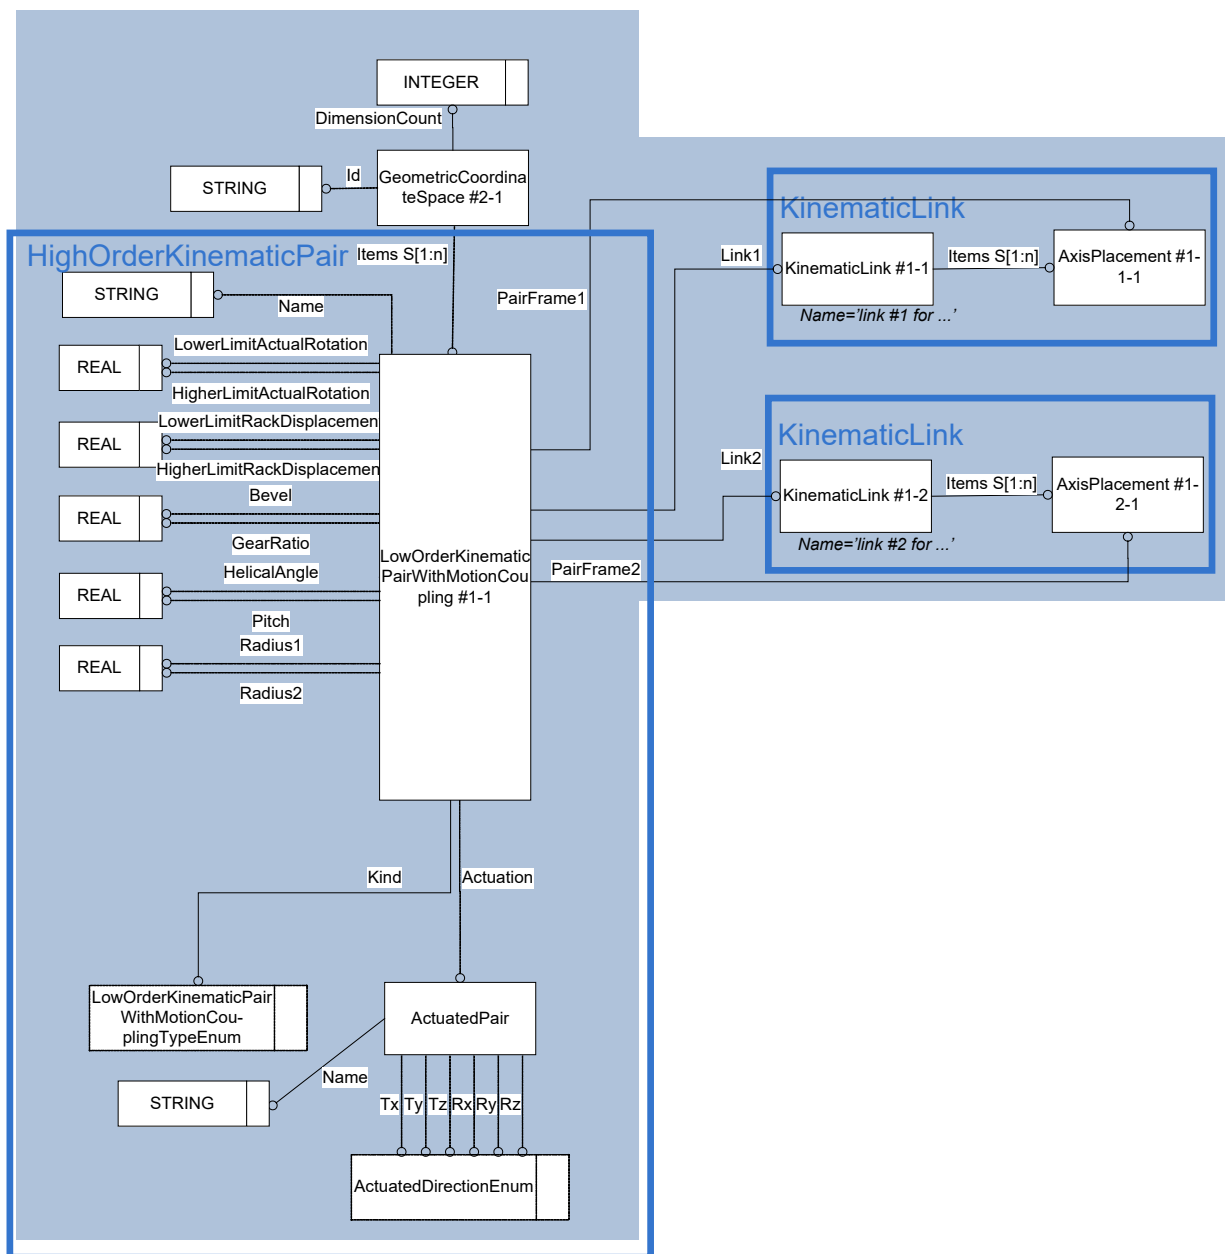 INTEGER
DimensionCount
STRING
Id
GeometricCoordina
teSpace #2-1
Items S[1:n]
HighOrderKinematicPair
STRING
Name
PairFrame1
Link1
KinematicLink
KinematicLink #1-1
Name='link #1 for ...'
Items S[1:n]
AxisPlacement #1-
1-1
REAL
LowerLimitActualRotation
HigherLimitActualRotation
REAL
LowerLimitRackDisplacemen
HigherLimitRackDisplacemen
REAL
Bevel
GearRatio
REAL
HelicalAngle
Pitch
REAL
Radius1
Radius2
LowOrderKinematic
PairWithMotionCou
pling #1-1
Link2
KinematicLink
KinematicLink #1-2
Name='link #2 for ...'
Items S[1:n]
AxisPlacement #1-
2-1
PairFrame2
Kind
Actuation
LowOrderKinematicPair
WithMotionCou-
plingTypeEnum
ActuatedPair
STRING
Name
Tx Ty Tz Rx Ry Rz
ActuatedDirectionEnum